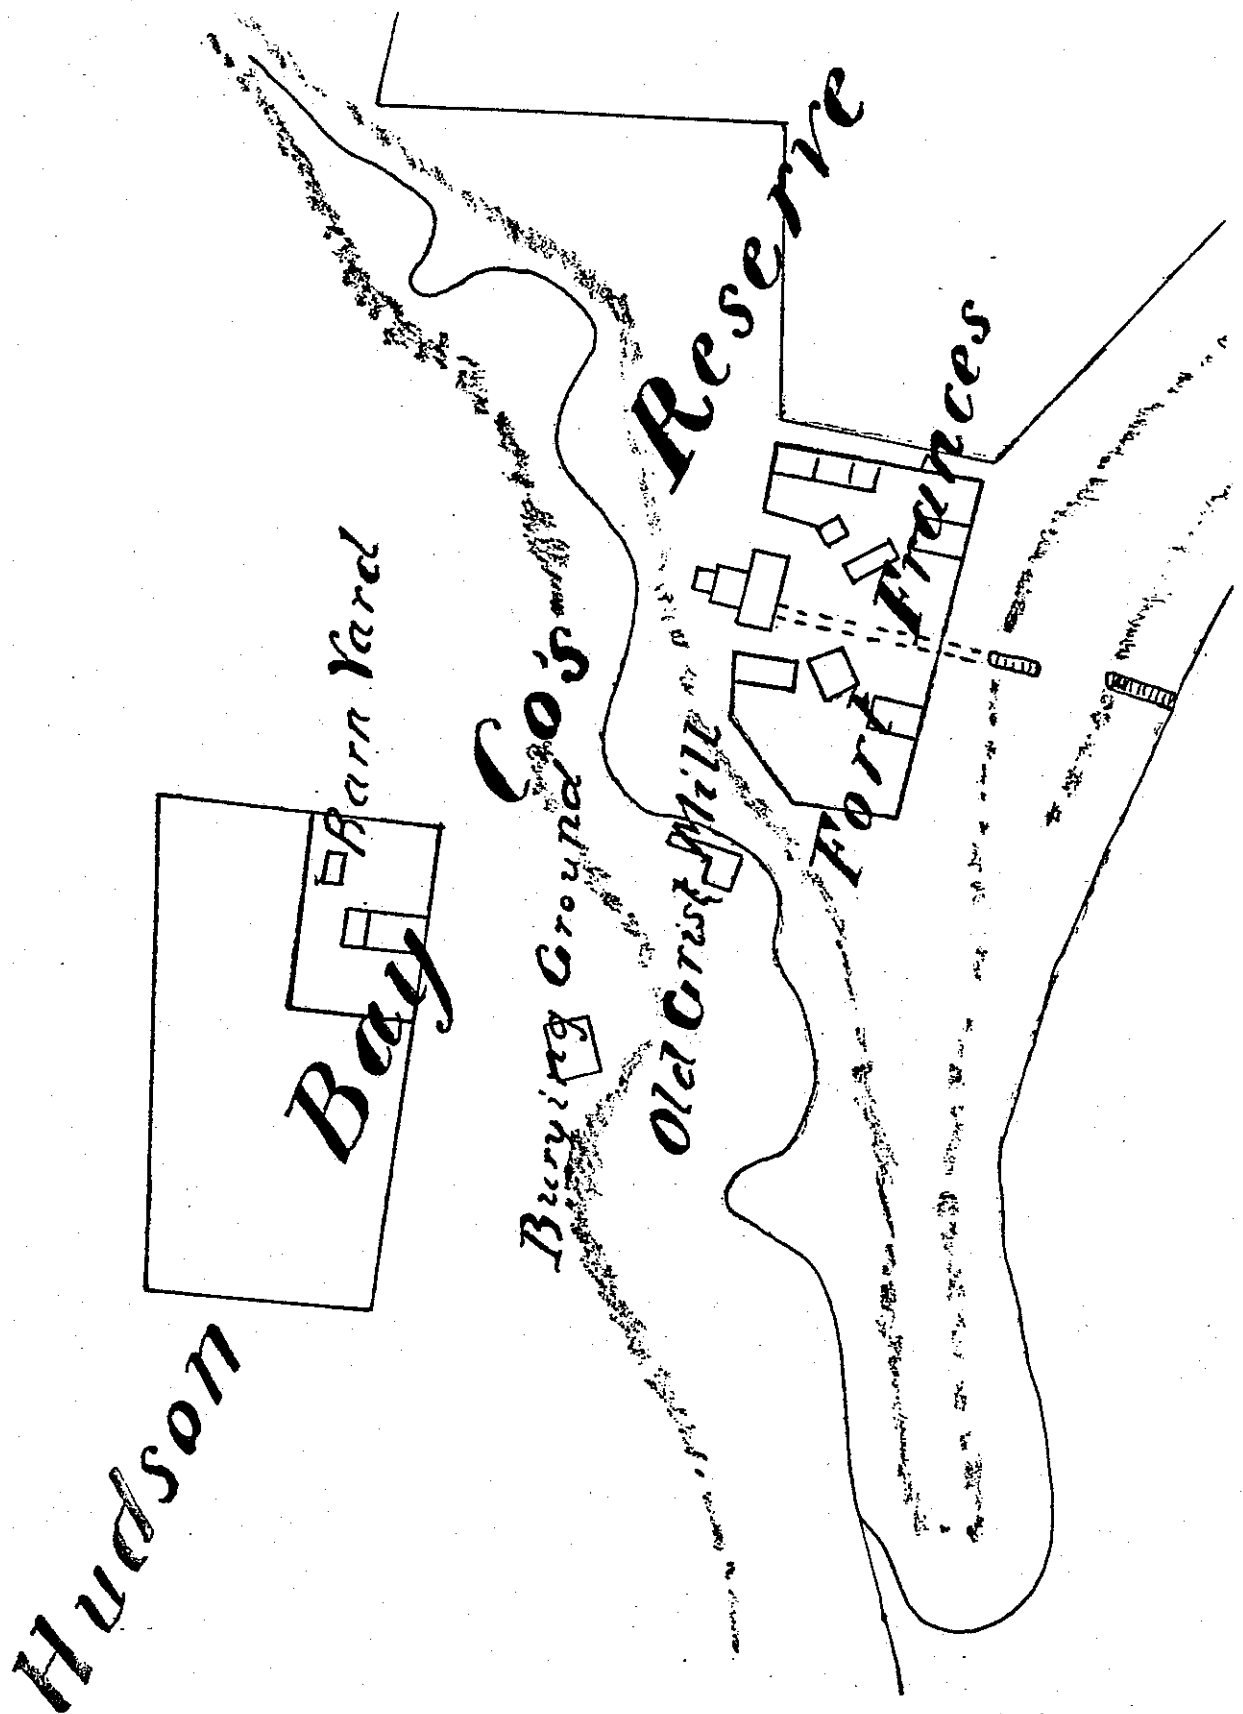 Hudson Bay Co's Reserve
Barn Yard
Burying Ground
Old Grist Mill
Fort Frances